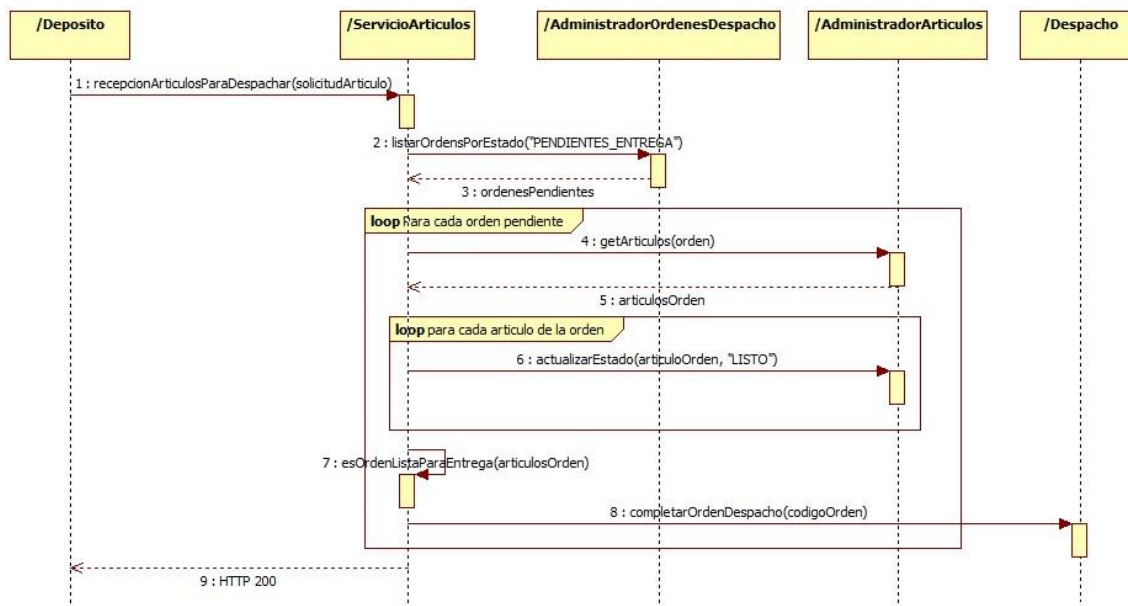 /Deposito
/ServicioArticulos
/AdministradorOrdenesDespacho
/AdministradorArticulos
/Despacho
1 : recepcionArticulosParaDespachar(solicitudArticulo)
2 : listarOrdensPorEstado("PENDIENTES_ENTREGA")
3 : ordenesPendientes
loop Para cada orden pendiente
4 : getArticulos(orden)
5 : articulosOrden
loop para cada articulo de la orden
6 : actualizarEstado(articuloOrden, "LISTO")
7 : esOrdenListaParaEntrega(articulosOrden)
8 : completarOrdenDespacho(codigoOrden)
9 : HTTP 200